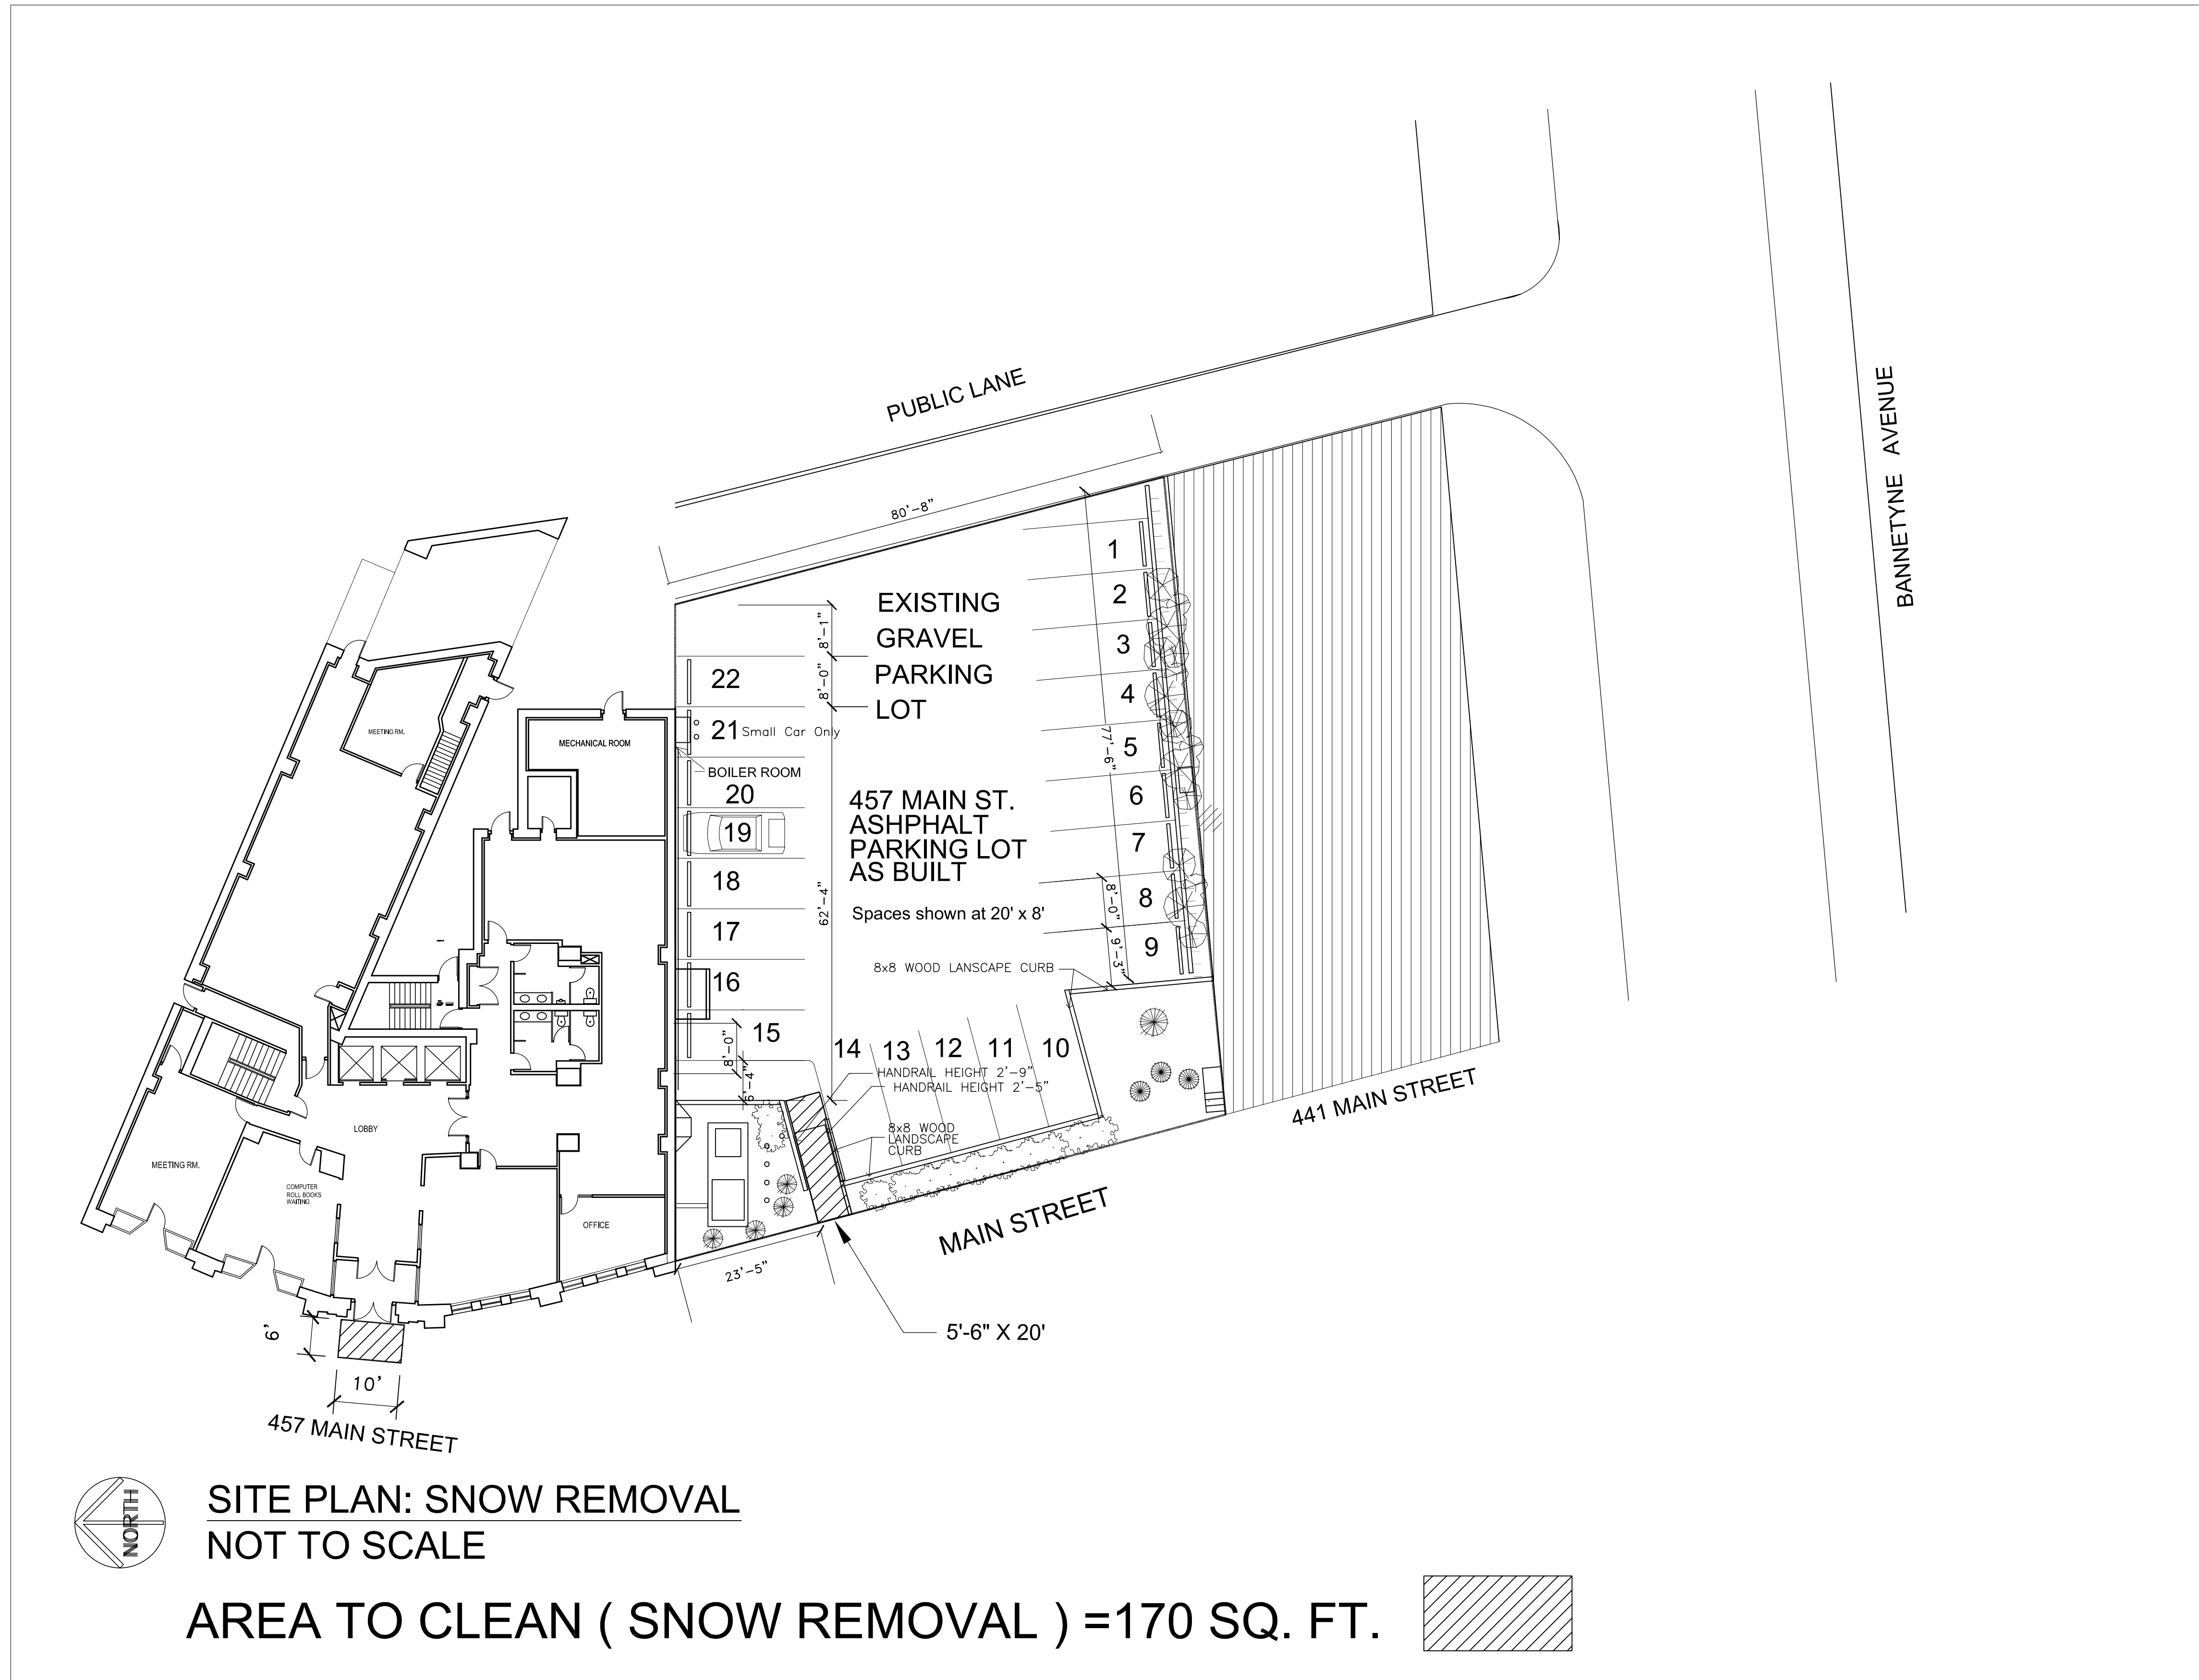 PUBLIC LANE
BANNETYNE AVENUE
80'-8"
1
2
3
4
5
6
7
8
9
77'-6"
8'-0"
9'-3"
EXISTING
GRAVEL
PARKING
LOT
8'-1"
8'-0"
62'-4"
22
21 Small Car Only
BOILER ROOM
20
19
18
17
16
15
8'-0"
6'-4"
457 MAIN ST.
ASHPHALT
PARKING LOT
AS BUILT
Spaces shown at 20' x 8'
8x8 WOOD LANSCAPE CURB
14 13 12 11 10
HANDRAIL HEIGHT 2'-9"
HANDRAIL HEIGHT 2'-5"
8x8 WOOD
LANDSCAPE
CURB
MEETING RM.
MECHANICAL ROOM
LOBBY
MEETING RM.
COMPUTER
ROLL BOOKS
WAITING
OFFICE
441 MAIN STREET
MAIN STREET
23'-5"
5'-6" X 20'
6'
10'
457 MAIN STREET
NORTH
SITE PLAN: SNOW REMOVAL
NOT TO SCALE
AREA TO CLEAN ( SNOW REMOVAL ) =170 SQ. FT.